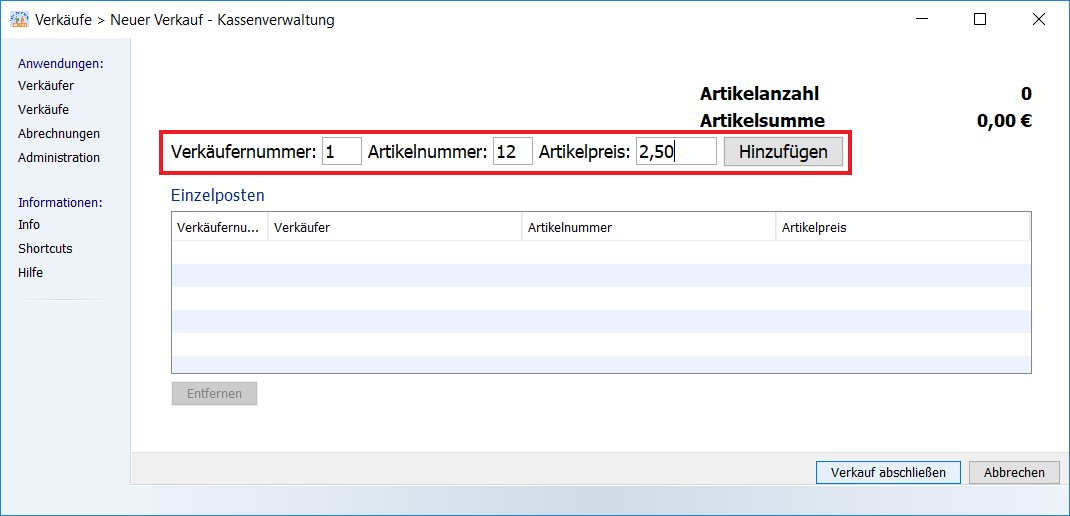 Verkäufe > Neuer Verkauf - Kassenverwaltung
Anwendungen:
Verkäufer
Verkäufe
Abrechnungen
Administration
Informationen:
Info
Shortcuts
Hilfe
Artikelanzahl 0
Artikelsumme 0,00 €
Verkäufernummer: 1 Artikelnummer: 12 Artikelpreis: 2,50 Hinzufügen
Einzelposten
Verkäufernu... Verkäufer Artikelnummer Artikelpreis
Entfernen
Verkauf abschließen Abbrechen